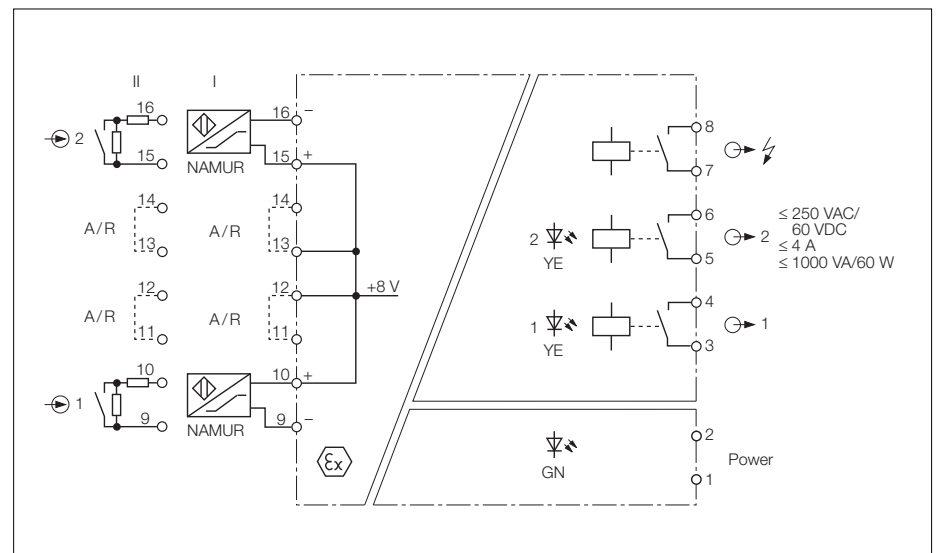 II I
16
2
15
NAMUR
16 –
15 +
14
A/R
13
14
A/R
13
12
A/R
11
12
A/R
11
+8 V
10
1
9
NAMUR
10 +
9 –
Ex
8
7
6
2
YE
5
2
≤ 250 VAC/
60 VDC
≤ 4 A
≤ 1000 VA/60 W
4
1
YE
3
1
GN
2
Power
1